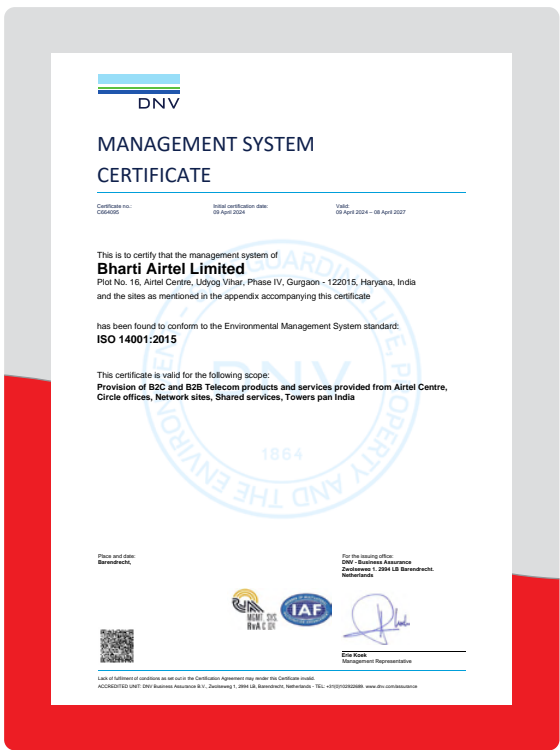 DNV
MANAGEMENT SYSTEM
CERTIFICATE
Certificate no.:
C664095
Initial certification date:
09 April 2024
Valid:
09 April 2024 – 08 April 2027
This is to certify that the management system of
Bharti Airtel Limited
Plot No. 16, Airtel Centre, Udyog Vihar, Phase IV, Gurgaon - 122015, Haryana, India
and the sites as mentioned in the appendix accompanying this certificate
has been found to conform to the Environmental Management System standard:
ISO 14001:2015
This certificate is valid for the following scope:
Provision of B2C and B2B Telecom products and services provided from Airtel Centre,
Circle offices, Network sites, Shared services, Towers pan India
DNV
1864
Place and date:
Barendrecht,
For the issuing office:
DNV - Business Assurance
Zwolseweg 1. 2994 LB Barendrecht.
Netherlands
MGMT. SYS.
RvA C 024
IAF
Erie Koek
Management Representative
Lack of fulfilment of conditions as set out in the Certification Agreement may render this Certificate invalid.
ACCREDITED UNIT: DNV Business Assurance B.V., Zwolseweg 1, 2994 LB, Barendrecht, Netherlands - TEL: +31(0)102922689. www.dnv.com/assurance